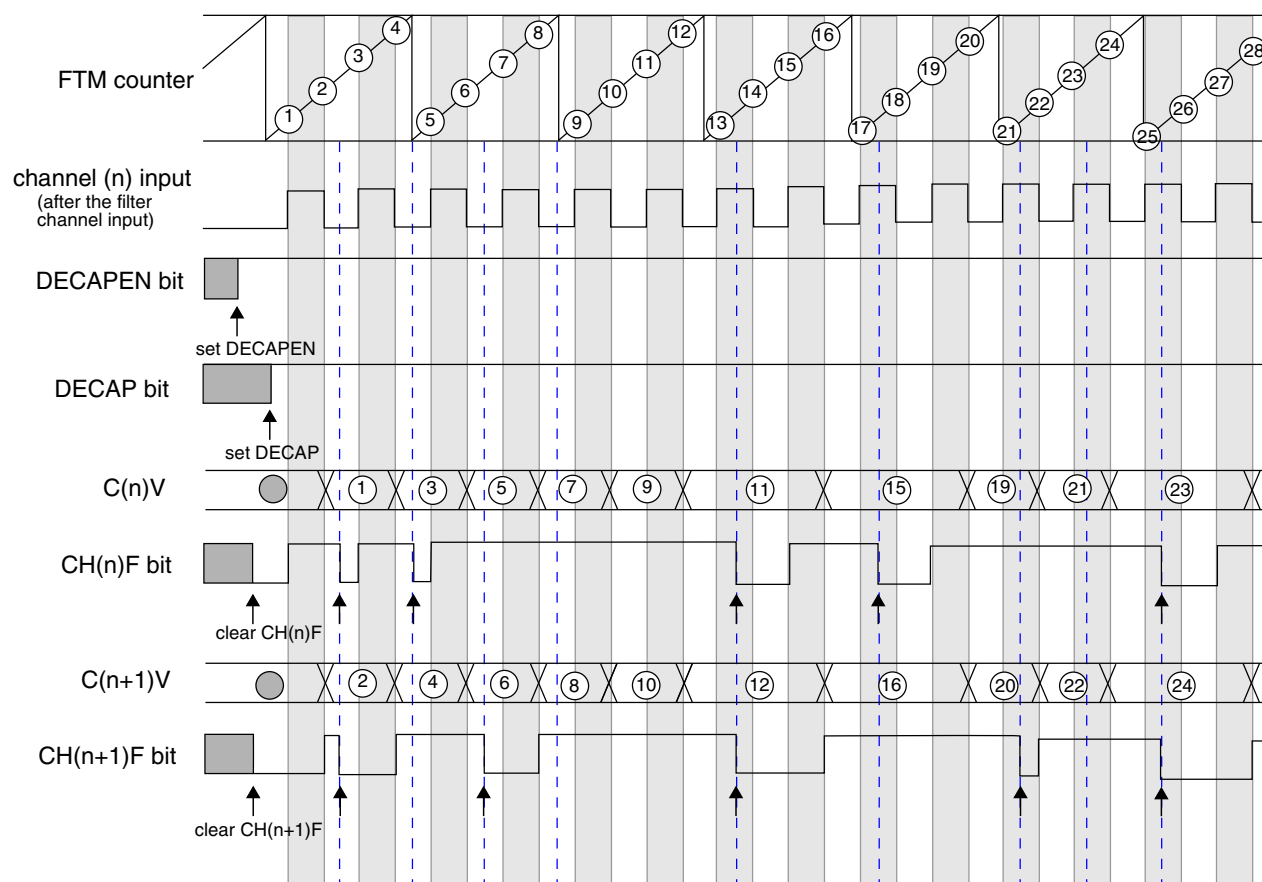 FTM counter
1 2 3 4 5 6 7 8 9 10 11 12 13 14 15 16 17 18 19 20 21 22 23 24 25 26 27 28
channel (n) input
(after the filter
channel input)
DECAPEN bit
set DECAPEN
DECAP bit
set DECAP
C(n)V
1 3 5 7 9 11 15 19 21 23
CH(n)F bit
clear CH(n)F
C(n+1)V
2 4 6 8 10 12 16 20 22 24
CH(n+1)F bit
clear CH(n+1)F